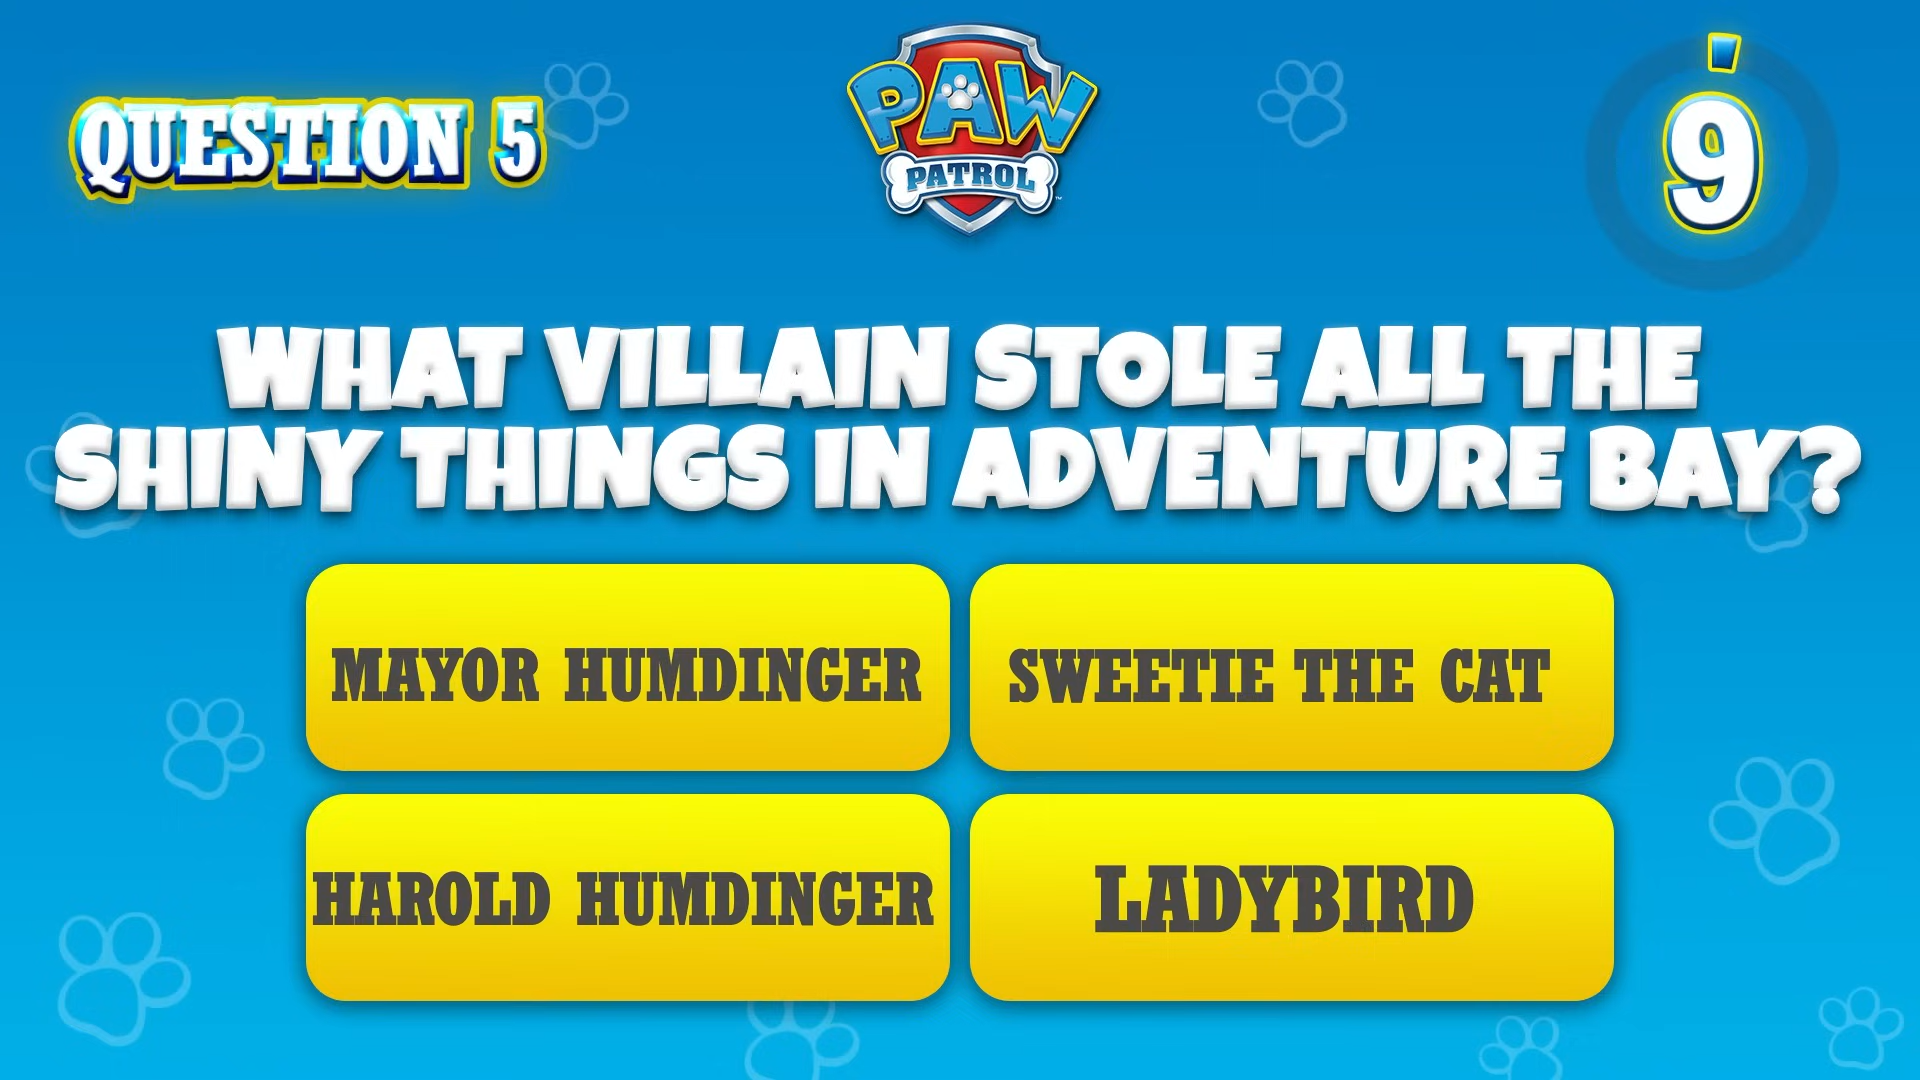 QUESTION 5
PAW
PATROL
9
WHAT VILLAIN STOLE ALL THE
SHINY THINGS IN ADVENTURE BAY?
MAYOR HUMDINGER
SWEETIE THE CAT
HAROLD HUMDINGER
LADYBIRD